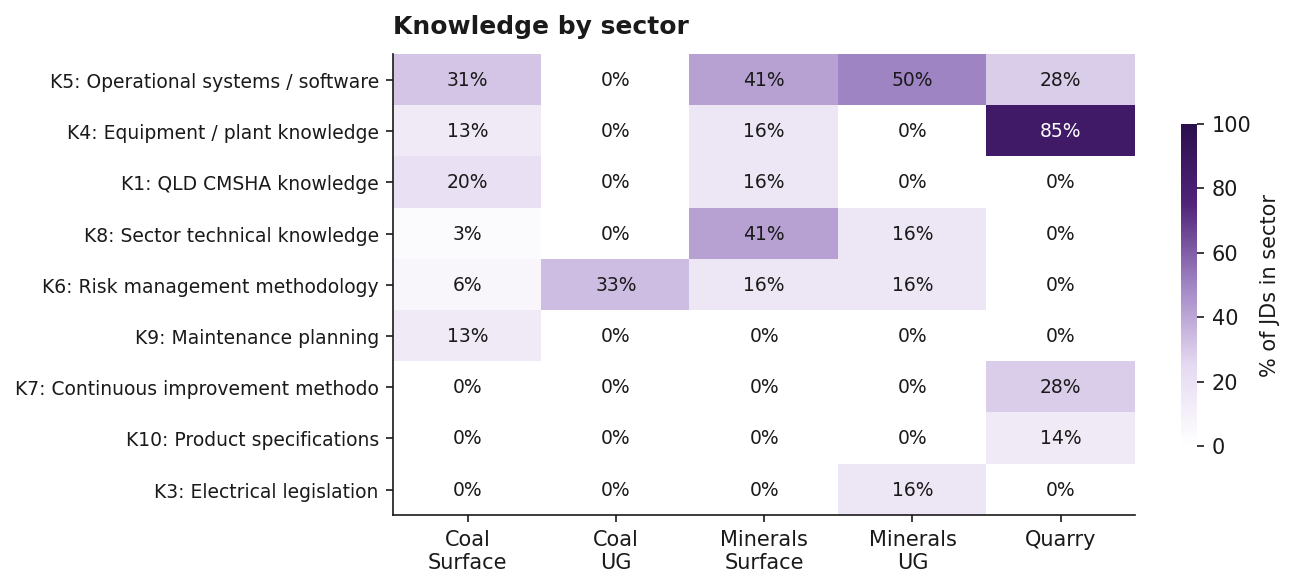 Knowledge by sector
K5: Operational systems / software 31% 0% 41% 50% 28%
K4: Equipment / plant knowledge 13% 0% 16% 0% 85%
K1: QLD CMSHA knowledge 20% 0% 16% 0% 0%
K8: Sector technical knowledge 3% 0% 41% 16% 0%
K6: Risk management methodology 6% 33% 16% 16% 0%
K9: Maintenance planning 13% 0% 0% 0% 0%
K7: Continuous improvement methodo 0% 0% 0% 0% 28%
K10: Product specifications 0% 0% 0% 0% 14%
K3: Electrical legislation 0% 0% 0% 16% 0%
Coal Surface
Coal UG
Minerals Surface
Minerals UG
Quarry
100
80
60
40
20
0
% of JDs in sector